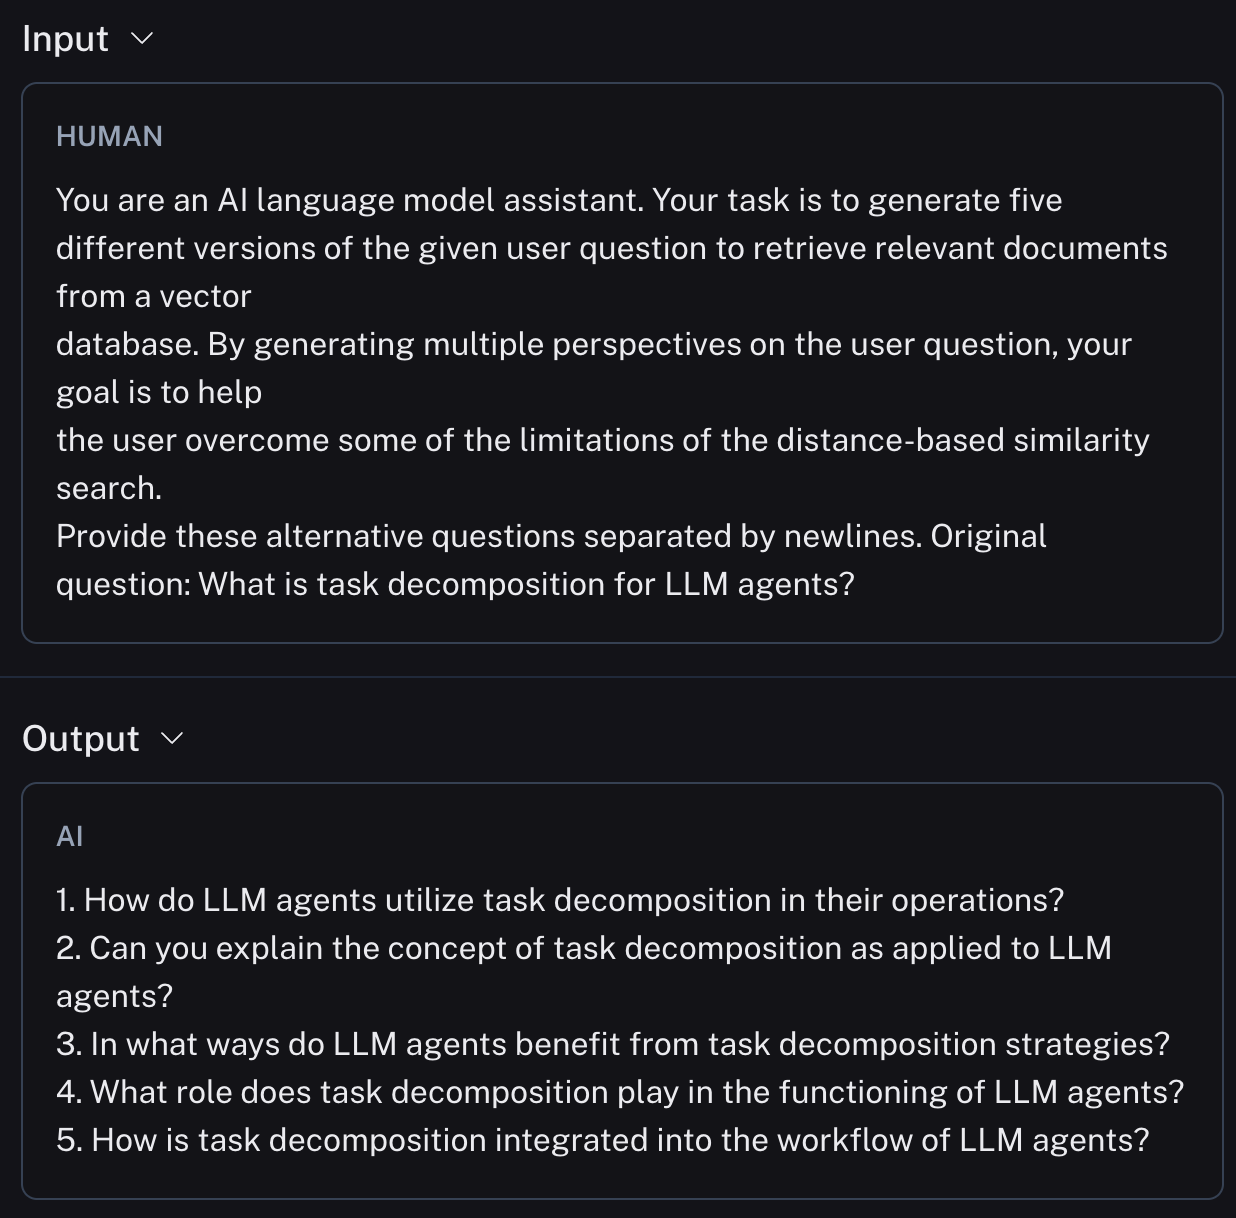 Input
HUMAN
You are an AI language model assistant. Your task is to generate five
different versions of the given user question to retrieve relevant documents
from a vector
database. By generating multiple perspectives on the user question, your
goal is to help
the user overcome some of the limitations of the distance-based similarity
search.
Provide these alternative questions separated by newlines. Original
question: What is task decomposition for LLM agents?
Output
AI
1. How do LLM agents utilize task decomposition in their operations?
2. Can you explain the concept of task decomposition as applied to LLM
agents?
3. In what ways do LLM agents benefit from task decomposition strategies?
4. What role does task decomposition play in the functioning of LLM agents?
5. How is task decomposition integrated into the workflow of LLM agents?